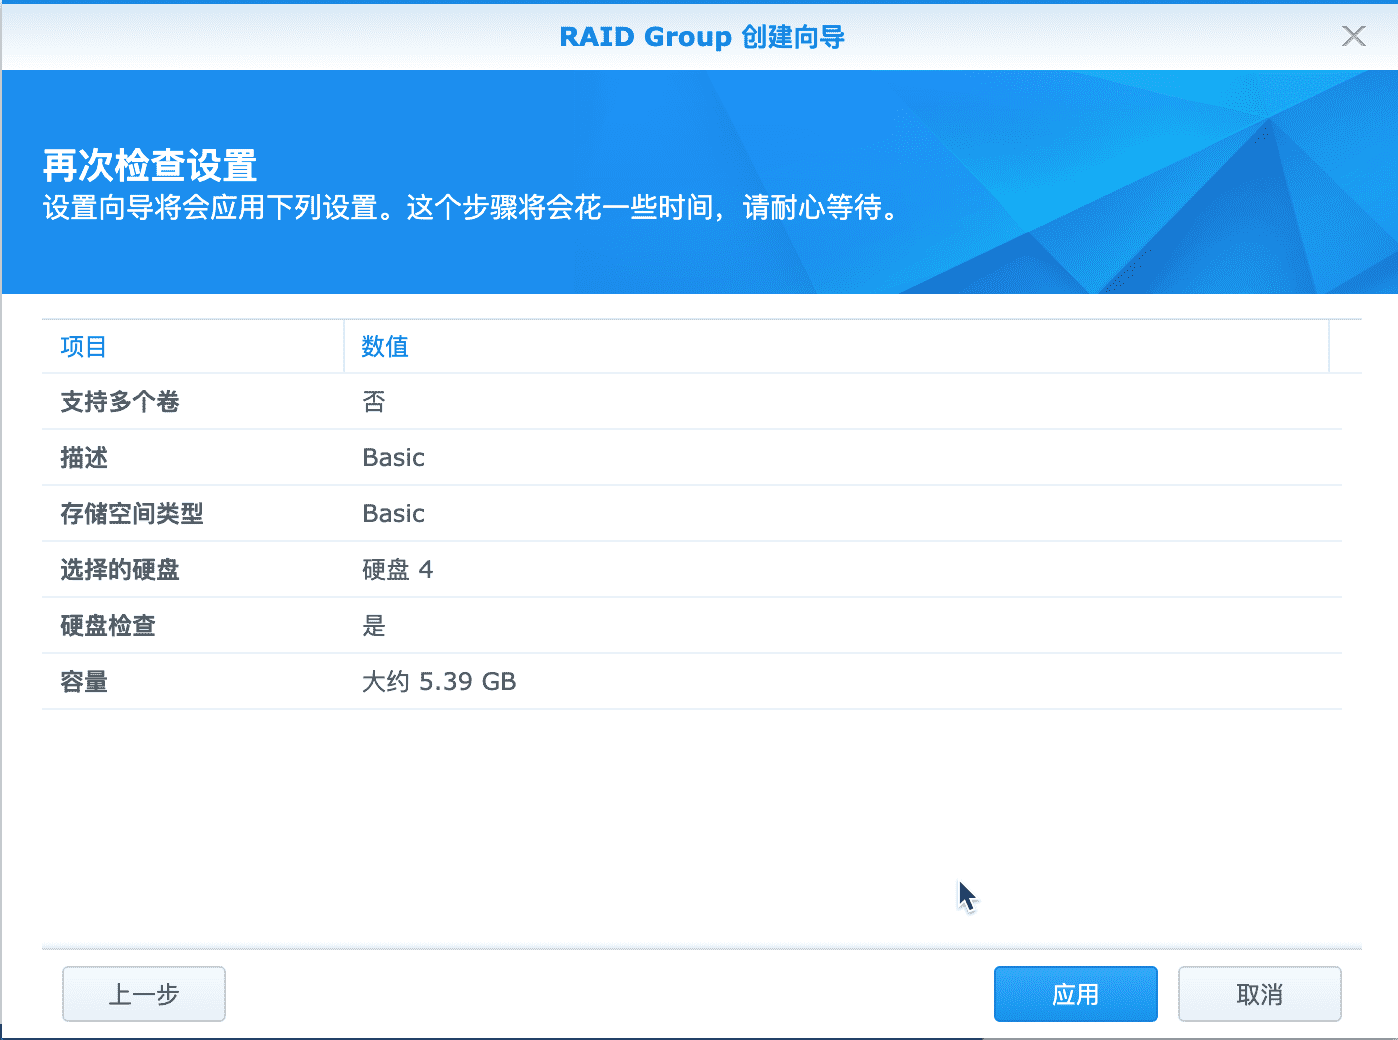 RAID Group 创建向导
再次检查设置
设置向导将会应用下列设置。这个步骤将会花一些时间，请耐心等待。
项目 数值
支持多个卷 否
描述 Basic
存储空间类型 Basic
选择的硬盘 硬盘 4
硬盘检查 是
容量 大约 5.39 GB
上一步 应用 取消